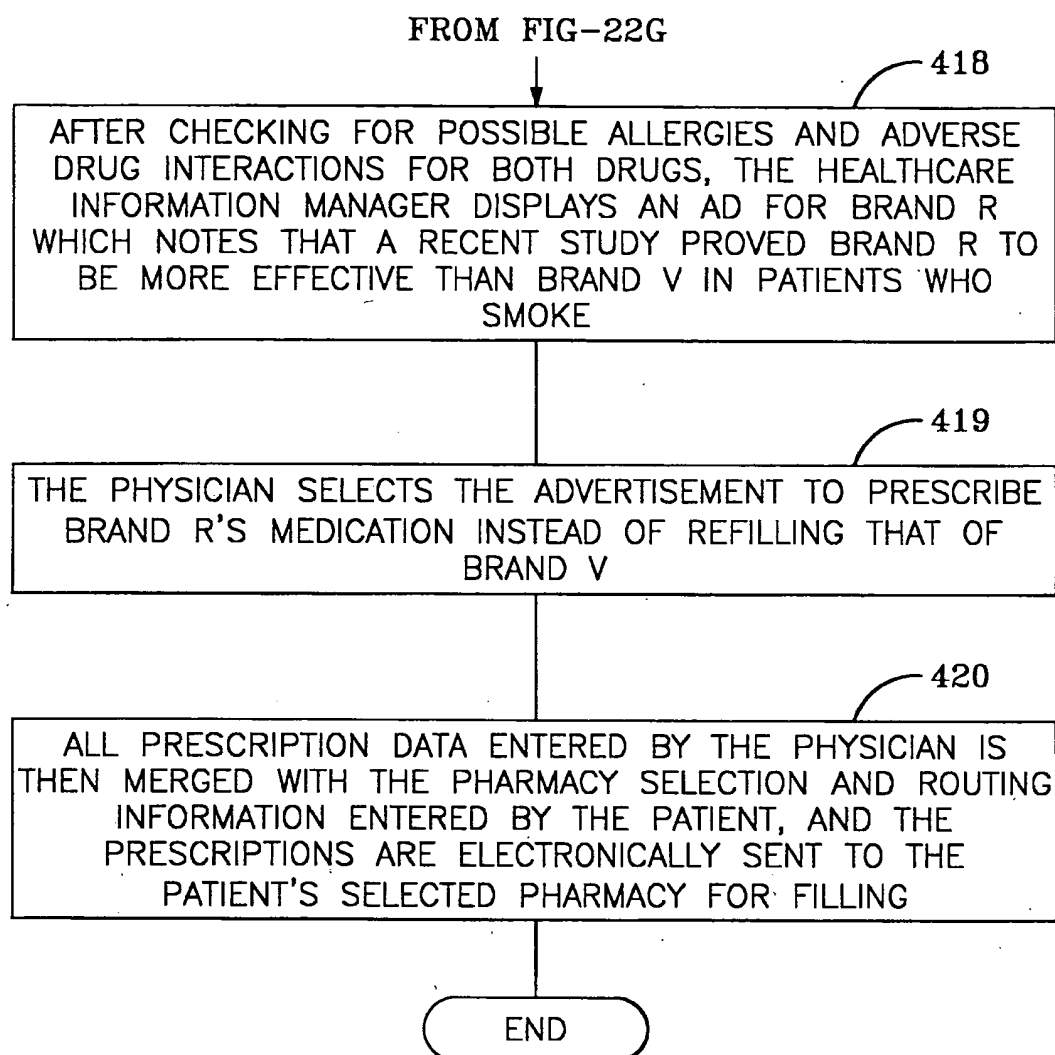 FROM FIG-22G
418
AFTER CHECKING FOR POSSIBLE ALLERGIES AND ADVERSE
DRUG INTERACTIONS FOR BOTH DRUGS, THE HEALTHCARE
INFORMATION MANAGER DISPLAYS AN AD FOR BRAND R
WHICH NOTES THAT A RECENT STUDY PROVED BRAND R TO
BE MORE EFFECTIVE THAN BRAND V IN PATIENTS WHO
SMOKE
419
THE PHYSICIAN SELECTS THE ADVERTISEMENT TO PRESCRIBE
BRAND R'S MEDICATION INSTEAD OF REFILLING THAT OF
BRAND V
420
ALL PRESCRIPTION DATA ENTERED BY THE PHYSICIAN IS
THEN MERGED WITH THE PHARMACY SELECTION AND ROUTING
INFORMATION ENTERED BY THE PATIENT, AND THE
PRESCRIPTIONS ARE ELECTRONICALLY SENT TO THE
PATIENT'S SELECTED PHARMACY FOR FILLING
END